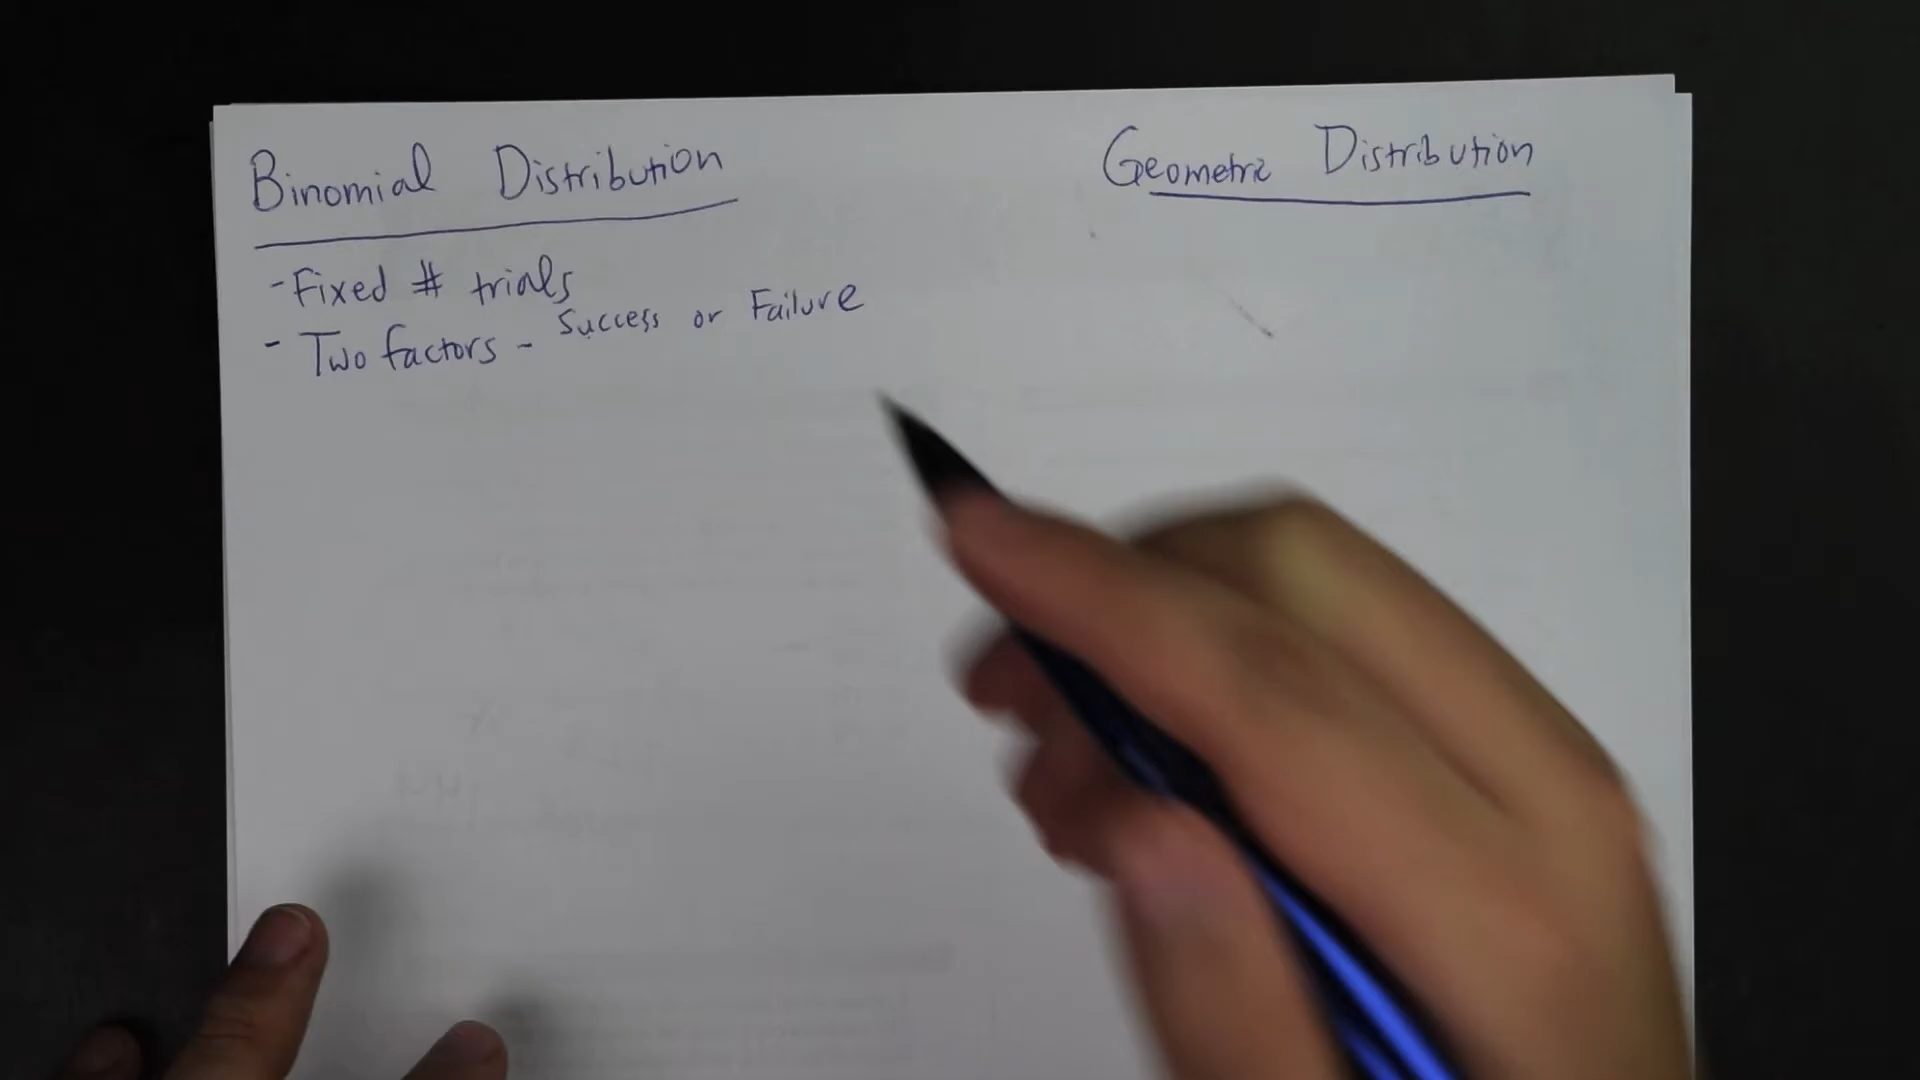 Binomial Distribution
- Fixed # trials
- Two factors - Success or Failure
Geometric Distribution